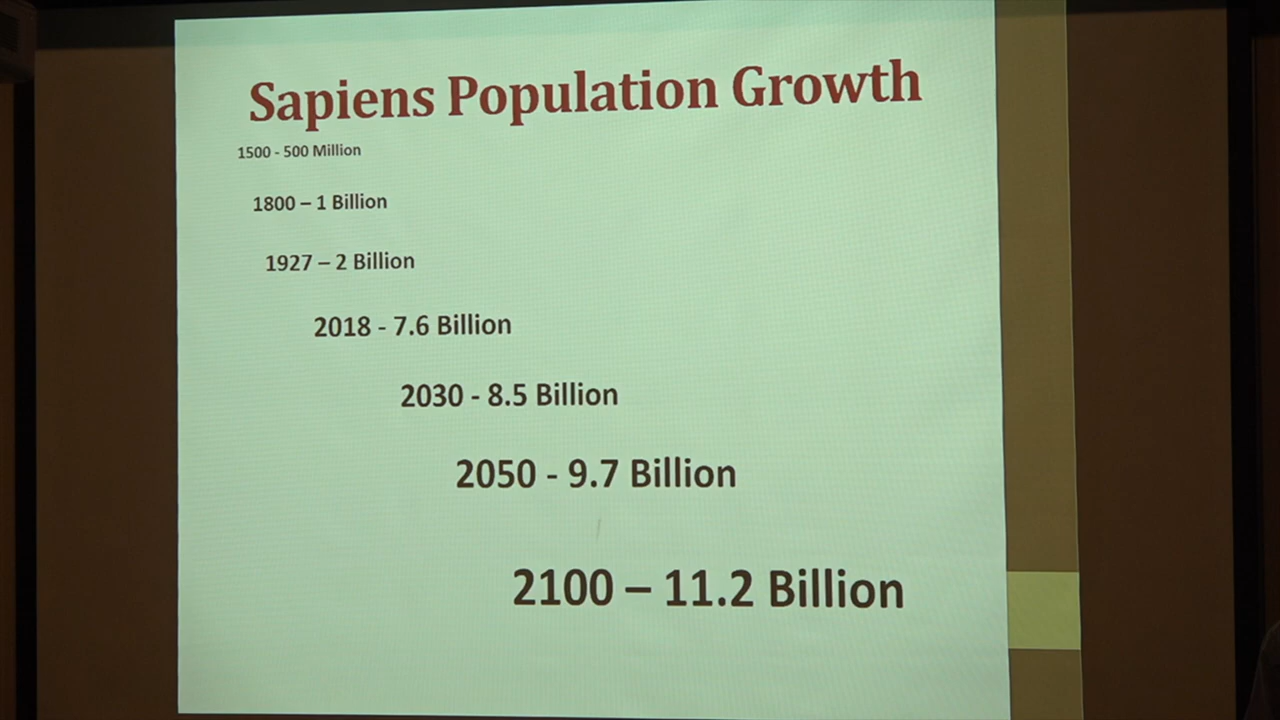 Sapiens Population Growth
1500 - 500 Million
1800 – 1 Billion
1927 – 2 Billion
2018 - 7.6 Billion
2030 - 8.5 Billion
2050 - 9.7 Billion
2100 – 11.2 Billion